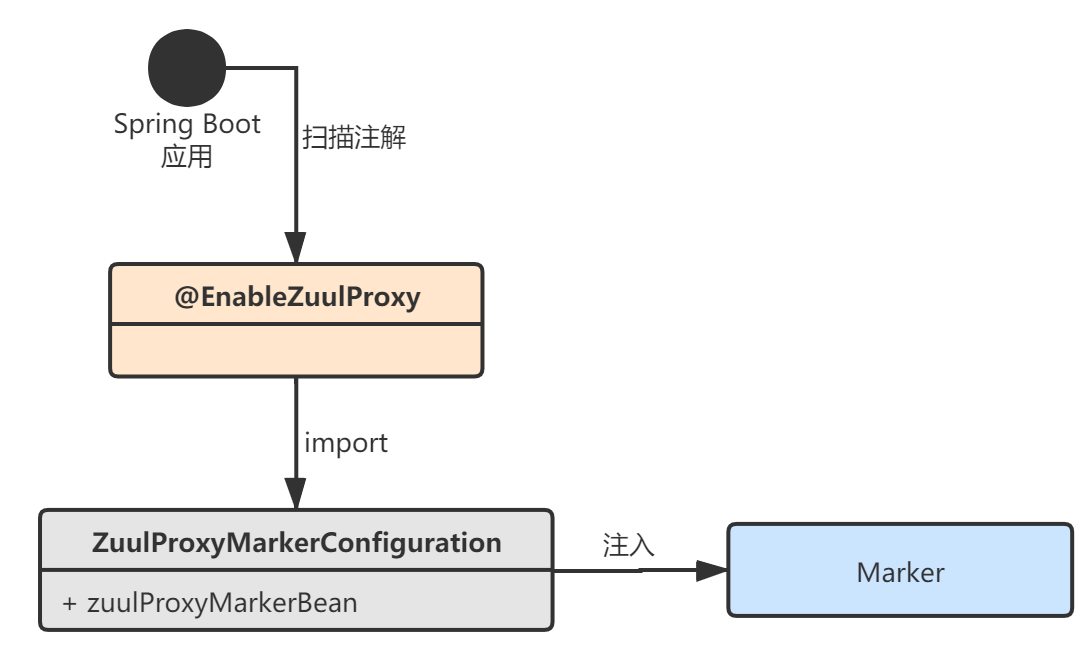 Spring Boot
应用
扫描注解
@EnableZuulProxy
import
ZuulProxyMarkerConfiguration
+ zuulProxyMarkerBean
注入
Marker